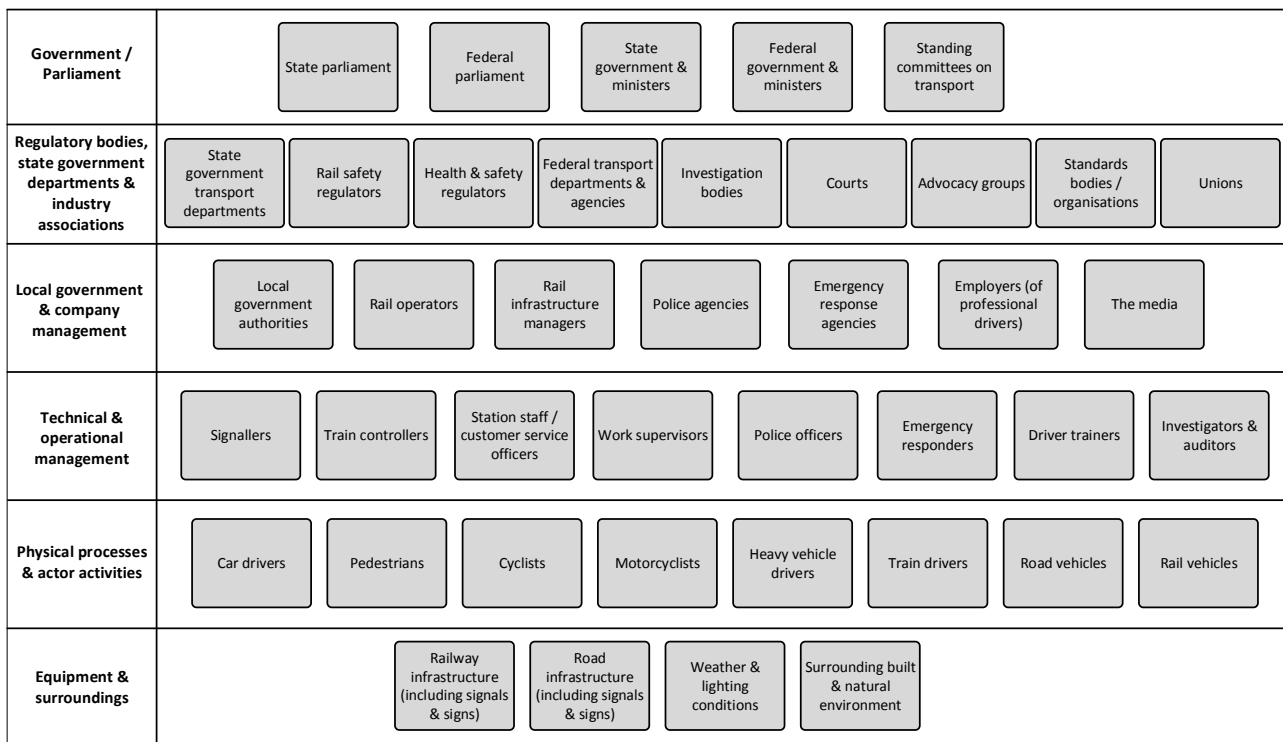 Government /
Parliament
State parliament
Federal
parliament
State
government &
ministers
Federal
government &
ministers
Standing
committees on
transport
Regulatory bodies,
state government
departments &
industry
associations
State
government
transport
departments
Rail safety
regulators
Health & safety
regulators
Federal transport
departments &
agencies
Investigation
bodies
Courts
Advocacy groups
Standards
bodies /
organisations
Unions
Local government
& company
management
Local
government
authorities
Rail operators
Rail
infrastructure
managers
Police agencies
Emergency
response
agencies
Employers (of
professional
drivers)
The media
Technical &
operational
management
Signallers
Train controllers
Station staff /
customer service
officers
Work supervisors
Police officers
Emergency
responders
Driver trainers
Investigators &
auditors
Physical processes
& actor activities
Car drivers
Pedestrians
Cyclists
Motorcyclists
Heavy vehicle
drivers
Train drivers
Road vehicles
Rail vehicles
Equipment &
surroundings
Railway
infrastructure
(including signals
& signs)
Road
infrastructure
(including signals
& signs)
Weather &
lighting
conditions
Surrounding built
& natural
environment